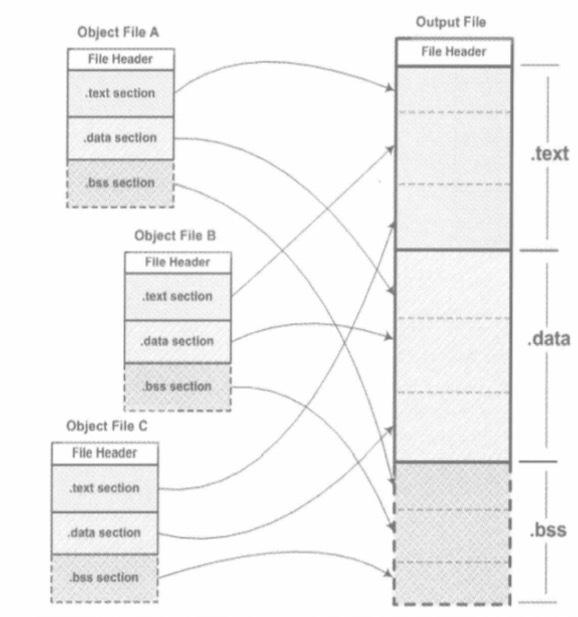 Object File A
File Header
.text section
.data section
.bss section
Object File B
File Header
.text section
.data section
.bss section
Object File C
File Header
.text section
.data section
.bss section
Output File
File Header
.text
.data
.bss